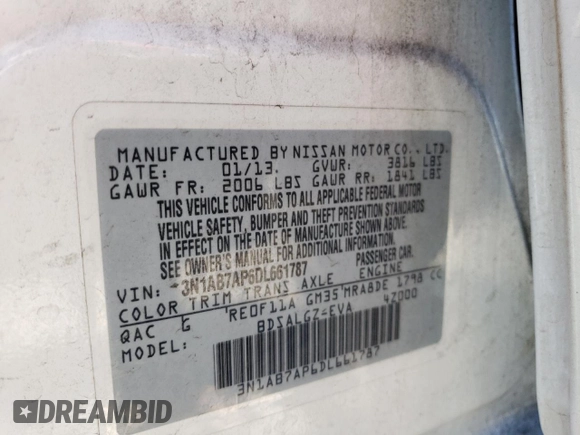 MANUFACTURED BY NISSAN MOTOR CO., LTD.
DATE: 01/13. GVWR: 3816 LBS
GAWR FR: 2006 LBS GAWR RR: 1841 LBS
THIS VEHICLE CONFORMS TO ALL APPLICABLE FEDERAL MOTOR
VEHICLE SAFETY, BUMPER AND THEFT PREVENTION STANDARDS
IN EFFECT ON THE DATE OF MANUFACTURE SHOWN ABOVE.
SEE OWNER'S MANUAL FOR ADDITIONAL INFORMATION.
VIN: 3N1AB7AP6DL661787 PASSENGER CAR.
COLOR TRIM TRANS AXLE ENGINE
QAC G RE0F11A GM35 MRA8DE 1798 CC
MODEL: BDSALGZ-EVA 4Z000
3N1AB7AP6DL661787
DREAMBID